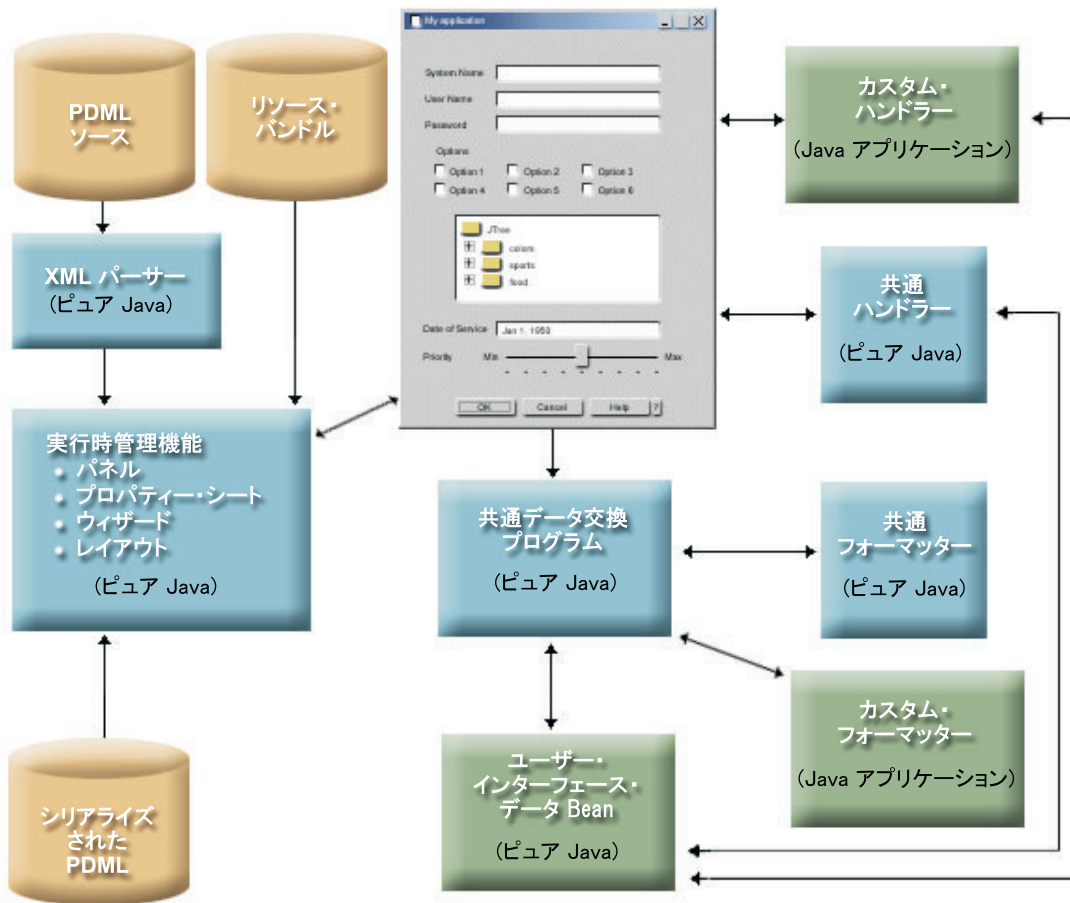 PDML
ソース
リソース・
バンドル
XML パーサー
(ピュア Java)
実行時管理機能
• パネル
• プロパティー・シート
• ウィザード
• レイアウト
(ピュア Java)
シリアライズ
された
PDML
My application
System Name
User Name
Password
Options
Option 1 Option 2 Option 3
Option 4 Option 5 Option 6
JTree
colors
sports
food
Date of Service Jan 1, 1950
Priority Min Max
OK Cancel Help ?
カスタム・
ハンドラー
(Java アプリケーション)
共通
ハンドラー
(ピュア Java)
共通データ交換
プログラム
(ピュア Java)
共通
フォーマッター
(ピュア Java)
カスタム・
フォーマッター
(Java アプリケーション)
ユーザー・
インターフェース・
データ Bean
(ピュア Java)